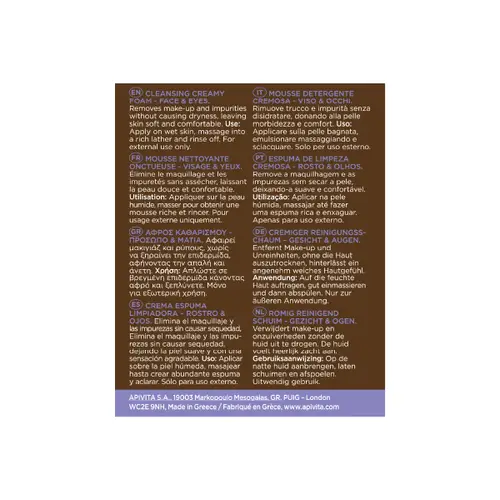 EN CLEANSING CREAMY
FOAM - FACE & EYES.
Removes make-up and impurities
without causing dryness, leaving
skin soft and comfortable. Use:
Apply on wet skin, massage into
a rich lather and rinse off. For
external use only.
FR MOUSSE NETTOYANTE
ONCTUEUSE - VISAGE & YEUX.
Élimine le maquillage et les
impuretés sans assécher, laissant
la peau douce et confortable.
Utilisation: Appliquer sur la peau
humide, masser pour obtenir une
mousse riche et rincer. Pour
usage externe uniquement.
GR ΑΦΡΟΣ ΚΑΘΑΡΙΣΜΟΥ -
ΠΡΟΣΩΠΟ & ΜΑΤΙΑ. Αφαιρεί
μακιγιάζ και ρύπους, χωρίς
να ξηραίνει την επιδερμίδα,
αφήνοντας την απαλή και
άνετη. Χρήση: Απλώστε σε
βρεγμένη επιδερμίδα κάνοντας
αφρό και ξεπλύνετε. Μόνο
για εξωτερική χρήση.
ES CREMA ESPUMA
LIMPIADORA - ROSTRO &
OJOS. Elimina el maquillaje y
las impurezas sin causar sequedad,
dejando la piel suave y con una
sensación agradable. Uso: Aplicar
sobre la piel húmeda, masajear
hasta crear abundante espuma
y aclarar. Sólo para uso externo.
IT MOUSSE DETERGENTE
CREMOSA - VISO & OCCHI.
Rimuove trucco e impurità senza
disidratare, donando alla pelle
morbidezza e comfort. Uso:
Applicare sulla pelle bagnata,
emulsionare massaggiando e
sciacquare. Solo per uso esterno.
PT ESPUMA DE LIMPEZA
CREMOSA - ROSTO & OLHOS.
Remove a maquilhagem e as
impurezas sem secar a pele,
deixando-a suave e confortável.
Utilização: Aplicar na pele
húmida, massajar até formar
uma espuma rica e enxaguar.
Apenas para uso externo.
DE CREMIGER REINIGUNGS-
SCHAUM - GESICHT & AUGEN.
Entfernt Make-up und
Unreinheiten, ohne die Haut
auszutrocknen, hinterlässt ein
angenehm weiches Hautgefühl.
Anwendung: Auf die feuchte
Haut auftragen, gut einmassieren
und dann abspülen. Nur zur
äußeren Anwendung.
NL ROMIG REINIGEND
SCHUIM - GEZICHT & OGEN.
Verwijdert make-up en
onzuiverheden zonder de
huid uit te drogen. De huid
voelt heerlijk zacht aan.
Gebruiksaanwijzing: Op de
natte huid aanbrengen, laten
schuimen en afspoelen.
Uitwendig gebruik.
APIVITA S.A., 19003 Markopoulo Mesogaias, GR. PUIG – London
WC2E 9NH, Made in Greece / Fabriqué en Grèce, www.apivita.com